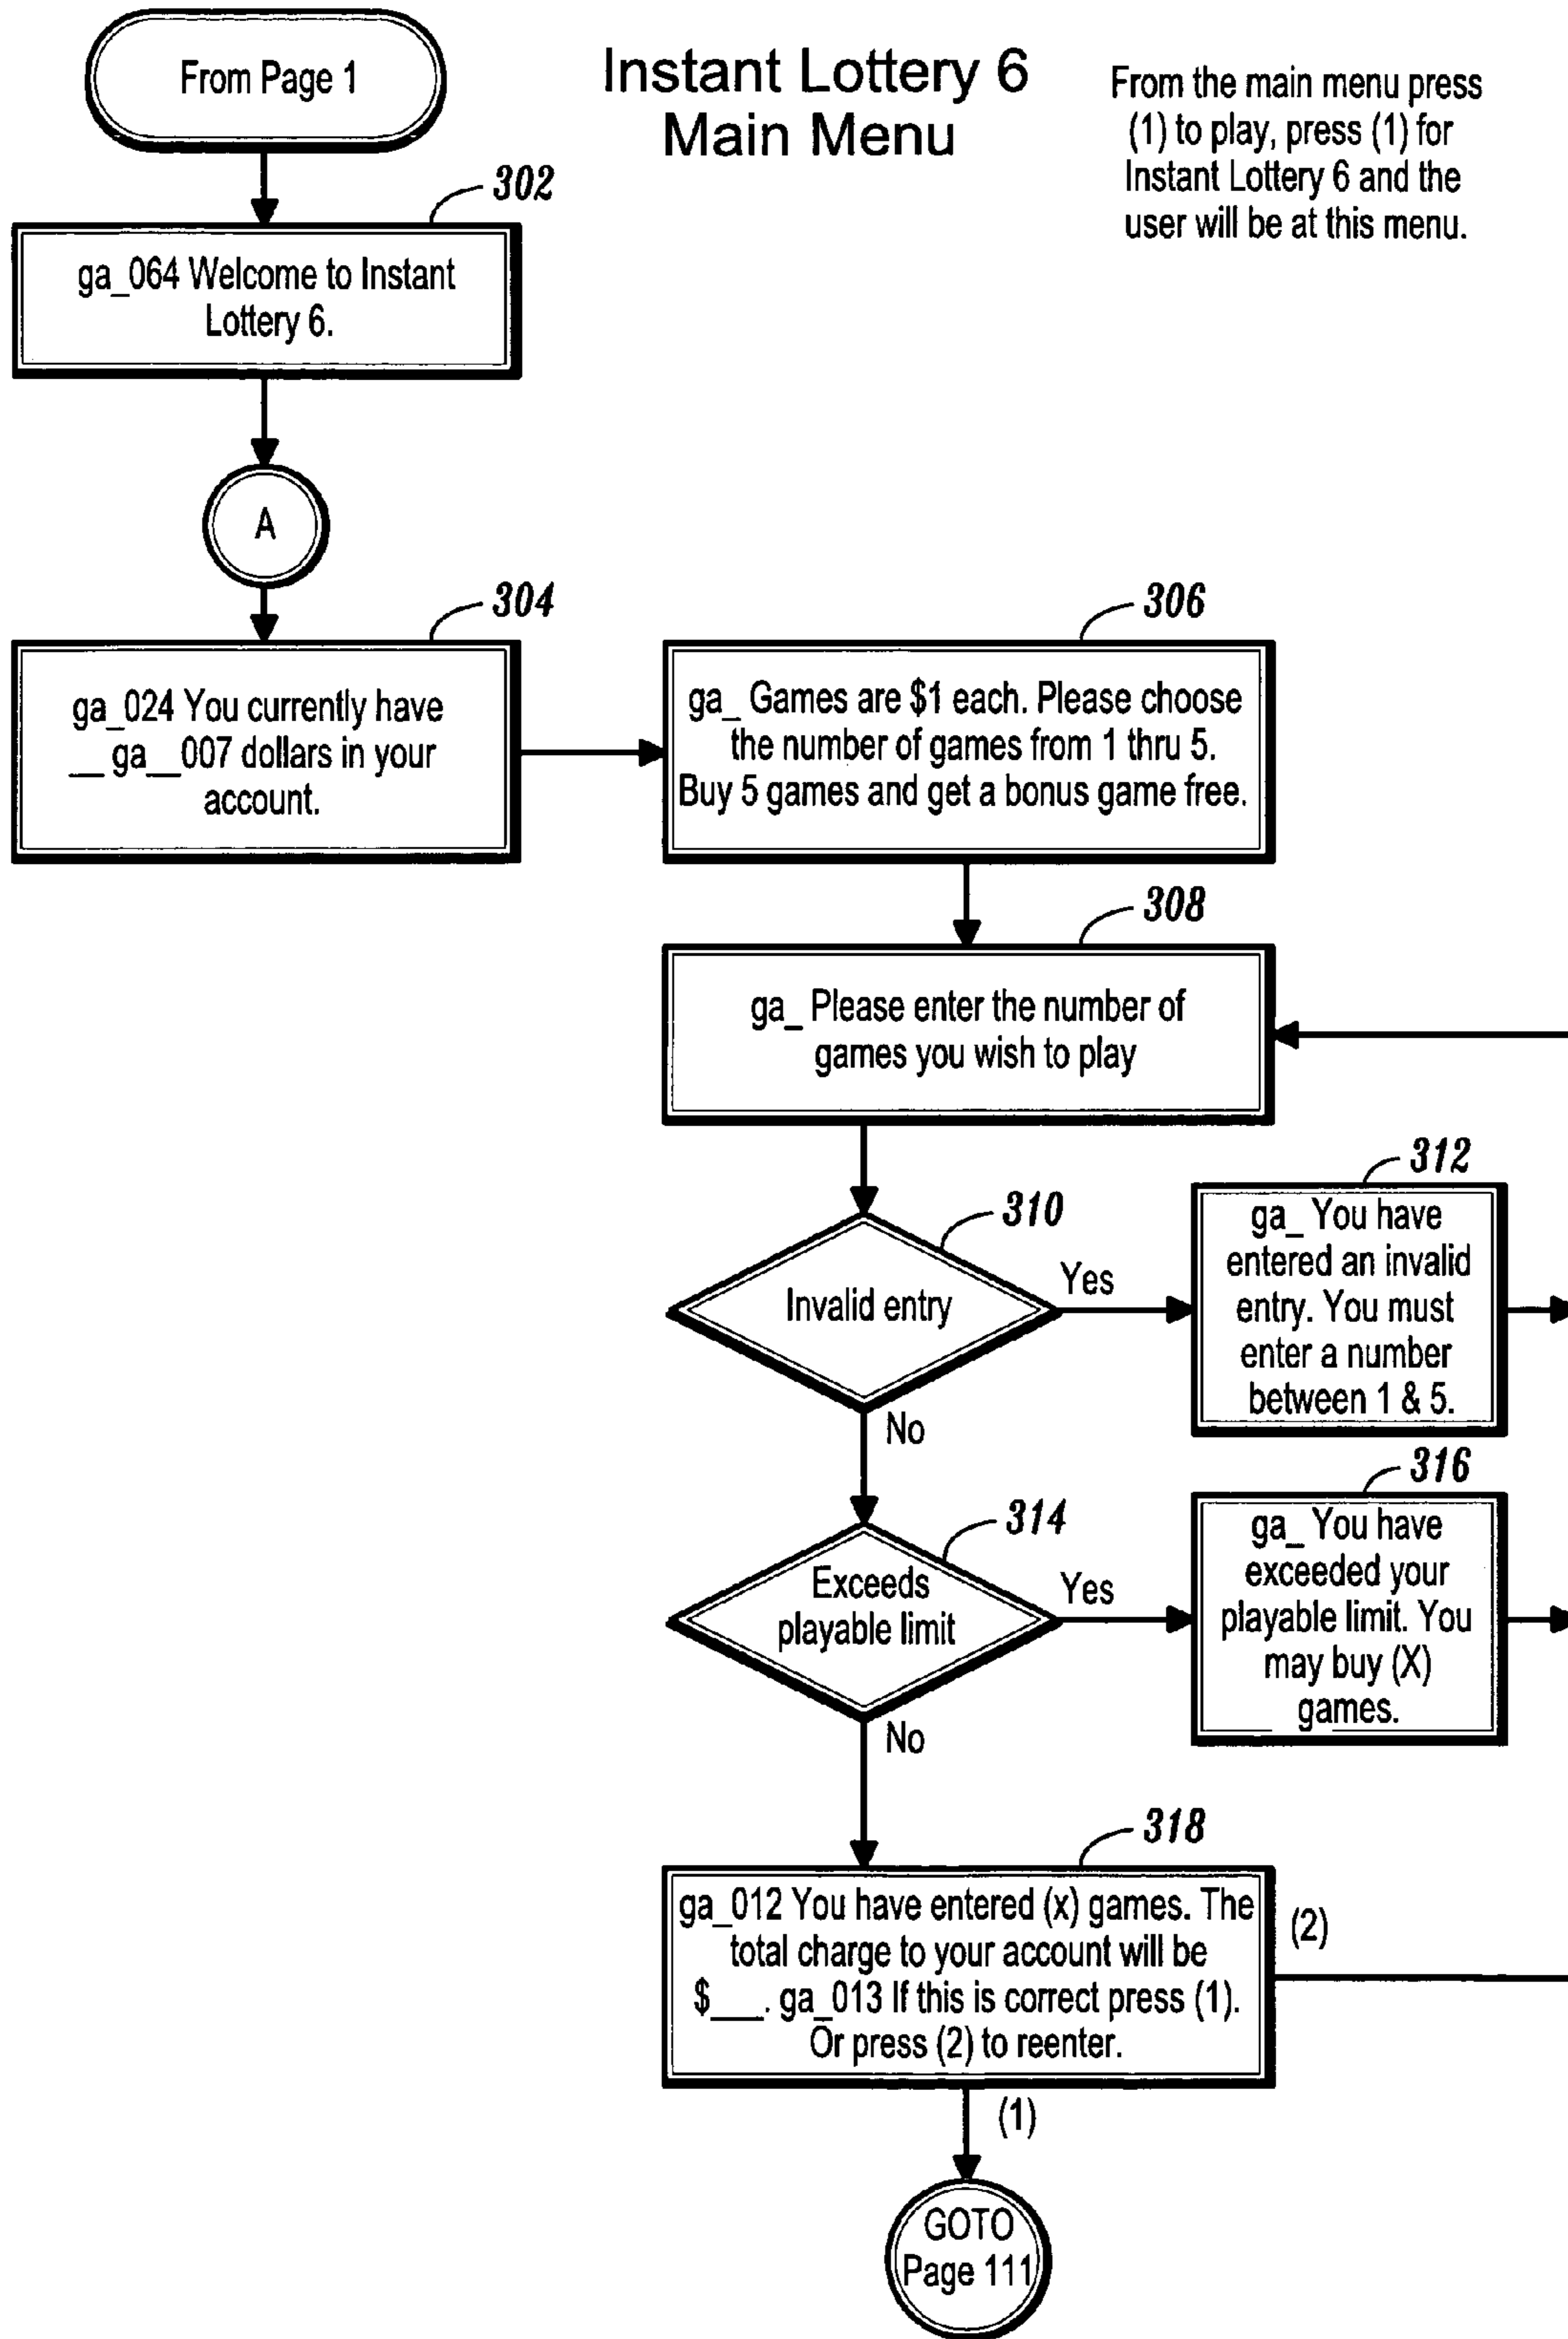 From Page 1
Instant Lottery 6
Main Menu
From the main menu press
(1) to play, press (1) for
Instant Lottery 6 and the
user will be at this menu.
302
ga_064 Welcome to Instant
Lottery 6.
A
304
ga_024 You currently have
__ ga__007 dollars in your
account.
306
ga_ Games are $1 each. Please choose
the number of games from 1 thru 5.
Buy 5 games and get a bonus game free.
308
ga_ Please enter the number of
games you wish to play
310
Invalid entry
Yes
No
312
ga_ You have
entered an invalid
entry. You must
enter a number
between 1 & 5.
314
Exceeds
playable limit
Yes
No
316
ga_ You have
exceeded your
playable limit. You
may buy (X)
games.
318
ga_012 You have entered (x) games. The
total charge to your account will be
$___. ga_013 If this is correct press (1).
Or press (2) to reenter.
(2)
(1)
GOTO
Page 111